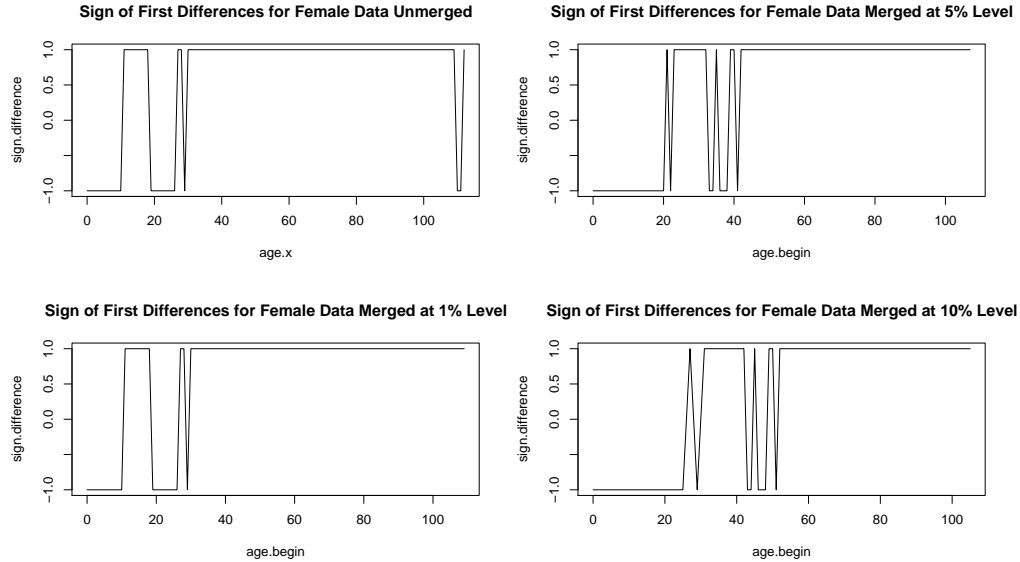 Sign of First Differences for Female Data Unmerged
sign.difference
1.0
0.5
0.0
−1.0
0 20 40 60 80 100
age.x
Sign of First Differences for Female Data Merged at 5% Level
sign.difference
1.0
0.5
0.0
−1.0
0 20 40 60 80 100
age.begin
Sign of First Differences for Female Data Merged at 1% Level
sign.difference
1.0
0.5
0.0
−1.0
0 20 40 60 80 100
age.begin
Sign of First Differences for Female Data Merged at 10% Level
sign.difference
1.0
0.5
0.0
−1.0
0 20 40 60 80 100
age.begin